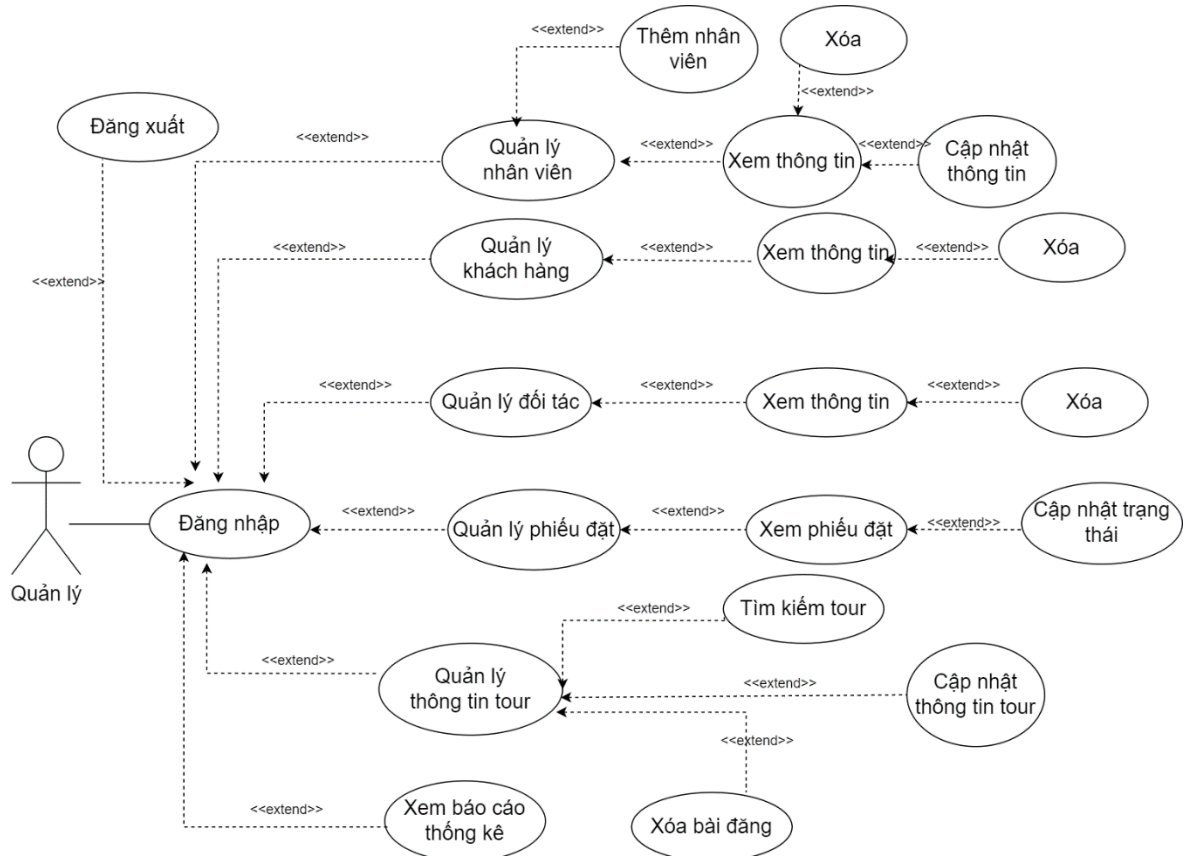 <<extend>>
Thêm nhân
viên
Xóa
<<extend>>
Đăng xuất
<<extend>>
Quản lý
nhân viên
<<extend>>
Xem thông tin
<<extend>>
Cập nhật
thông tin
<<extend>>
<<extend>>
Quản lý
khách hàng
<<extend>>
Xem thông tin
<<extend>>
Xóa
<<extend>>
Quản lý đối tác
<<extend>>
Xem thông tin
<<extend>>
Xóa
Quản lý
Đăng nhập
<<extend>>
Quản lý phiếu đặt
<<extend>>
Xem phiếu đặt
<<extend>>
Cập nhật trạng
thái
<<extend>>
Tìm kiếm tour
<<extend>>
Quản lý
thông tin tour
<<extend>>
Cập nhật
thông tin tour
<<extend>>
<<extend>>
Xem báo cáo
thống kê
Xóa bài đăng